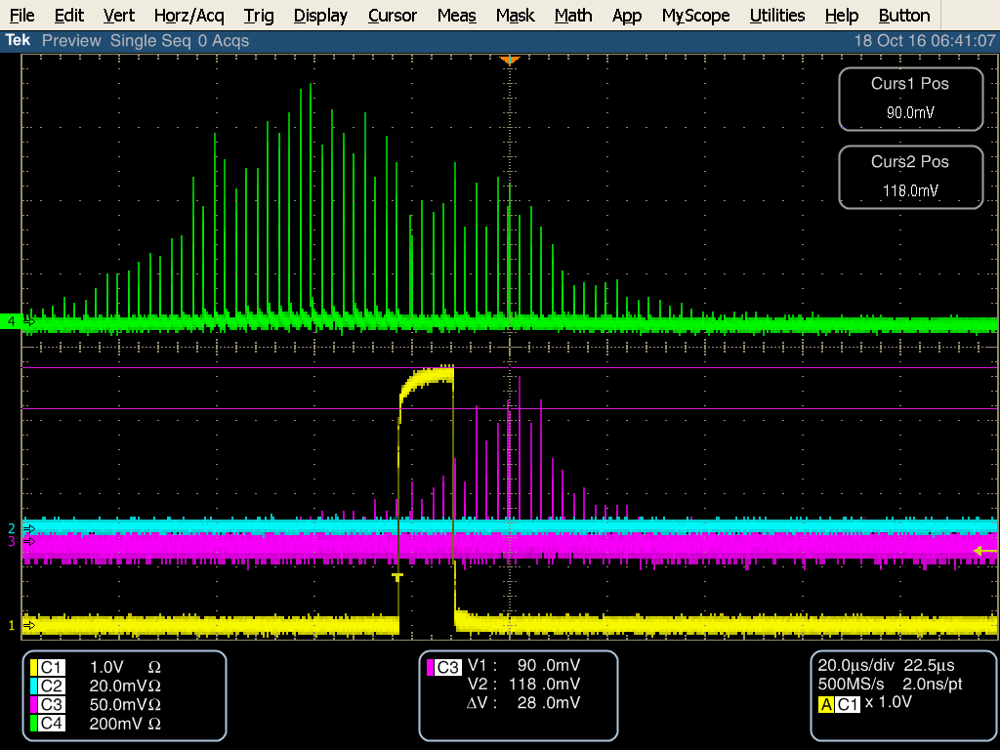 File Edit Vert Horz/Acq Trig Display Cursor Meas Mask Math App MyScope Utilities Help Button
Tek Preview Single Seq 0 Acqs 18 Oct 16 06:41:07
Curs1 Pos
90.0mV
Curs2 Pos
118.0mV
4
2
3
T
1
C1 1.0V Ω
C2 20.0mVΩ
C3 50.0mVΩ
C4 200mV Ω
C3 V1 : 90 .0mV
V2 : 118 .0mV
ΔV : 28 .0mV
20.0µs/div 22.5µs
500MS/s 2.0ns/pt
A C1 x 1.0V